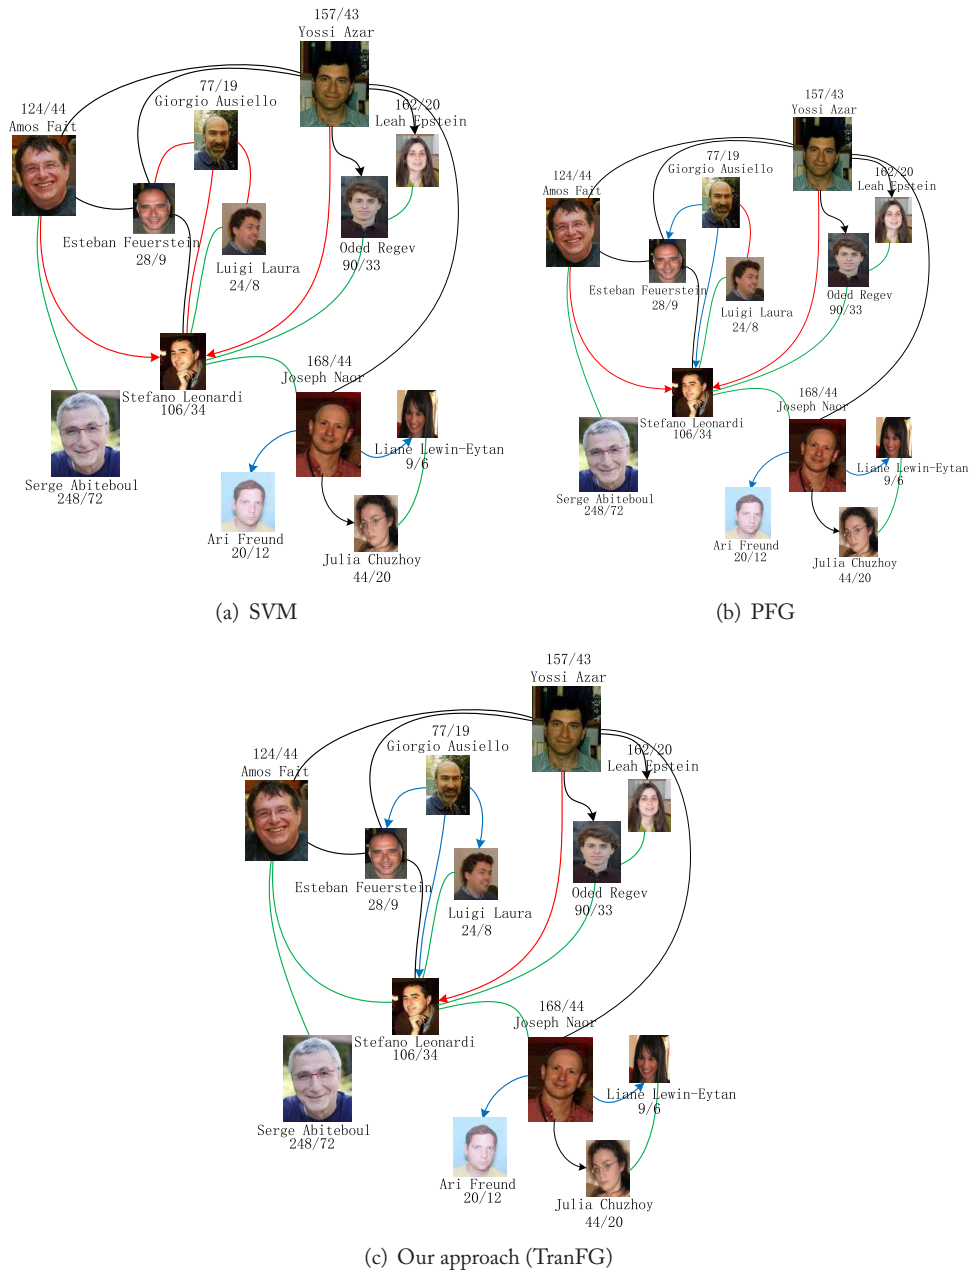 157/43
Yossi Azar
77/19
Giorgio Ausiello
162/20
Leah Epstein
124/44
Amos Fait
Esteban Feuerstein
28/9
Luigi Laura
24/8
Oded Regev
90/33
Stefano Leonardi
106/34
168/44
Joseph Naor
Liane Lewin-Eytan
9/6
Serge Abiteboul
248/72
Ari Freund
20/12
Julia Chuzhoy
44/20
(a) SVM
157/43
Yossi Azar
77/19
Giorgio Ausiello
162/20
Leah Epstein
124/44
Amos Fait
Esteban Feuerstein
28/9
Luigi Laura
24/8
Oded Regev
90/33
Stefano Leonardi
106/34
168/44
Joseph Naor
Liane Lewin-Eytan
9/6
Serge Abiteboul
248/72
Ari Freund
20/12
Julia Chuzhoy
44/20
(b) PFG
157/43
Yossi Azar
77/19
Giorgio Ausiello
162/20
Leah Epstein
124/44
Amos Fait
Esteban Feuerstein
28/9
Luigi Laura
24/8
Oded Regev
90/33
Stefano Leonardi
106/34
168/44
Joseph Naor
Liane Lewin-Eytan
9/6
Serge Abiteboul
248/72
Ari Freund
20/12
Julia Chuzhoy
44/20
(c) Our approach (TranFG)